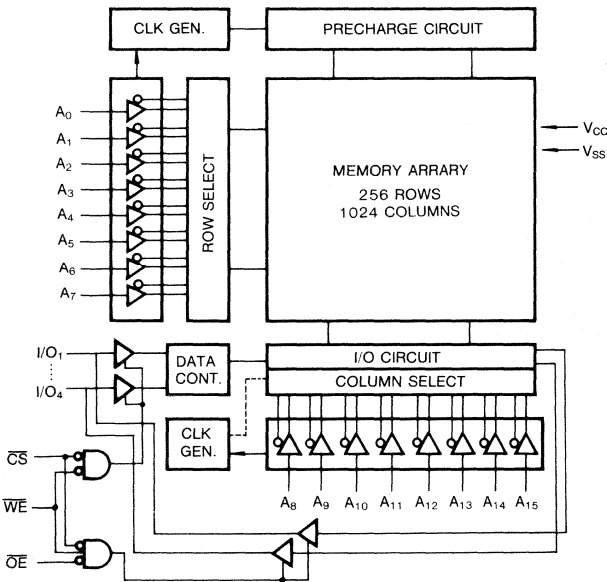 CLK GEN.
PRECHARGE CIRCUIT
A0
A1
A2
A3
A4
A5
A6
A7
ROW SELECT
MEMORY ARRARY
256 ROWS
1024 COLUMNS
VCC
VSS
I/O1
I/O4
DATA
CONT.
I/O CIRCUIT
COLUMN SELECT
CLK
GEN.
A8 A9 A10 A11 A12 A13 A14 A15
CS
WE
OE